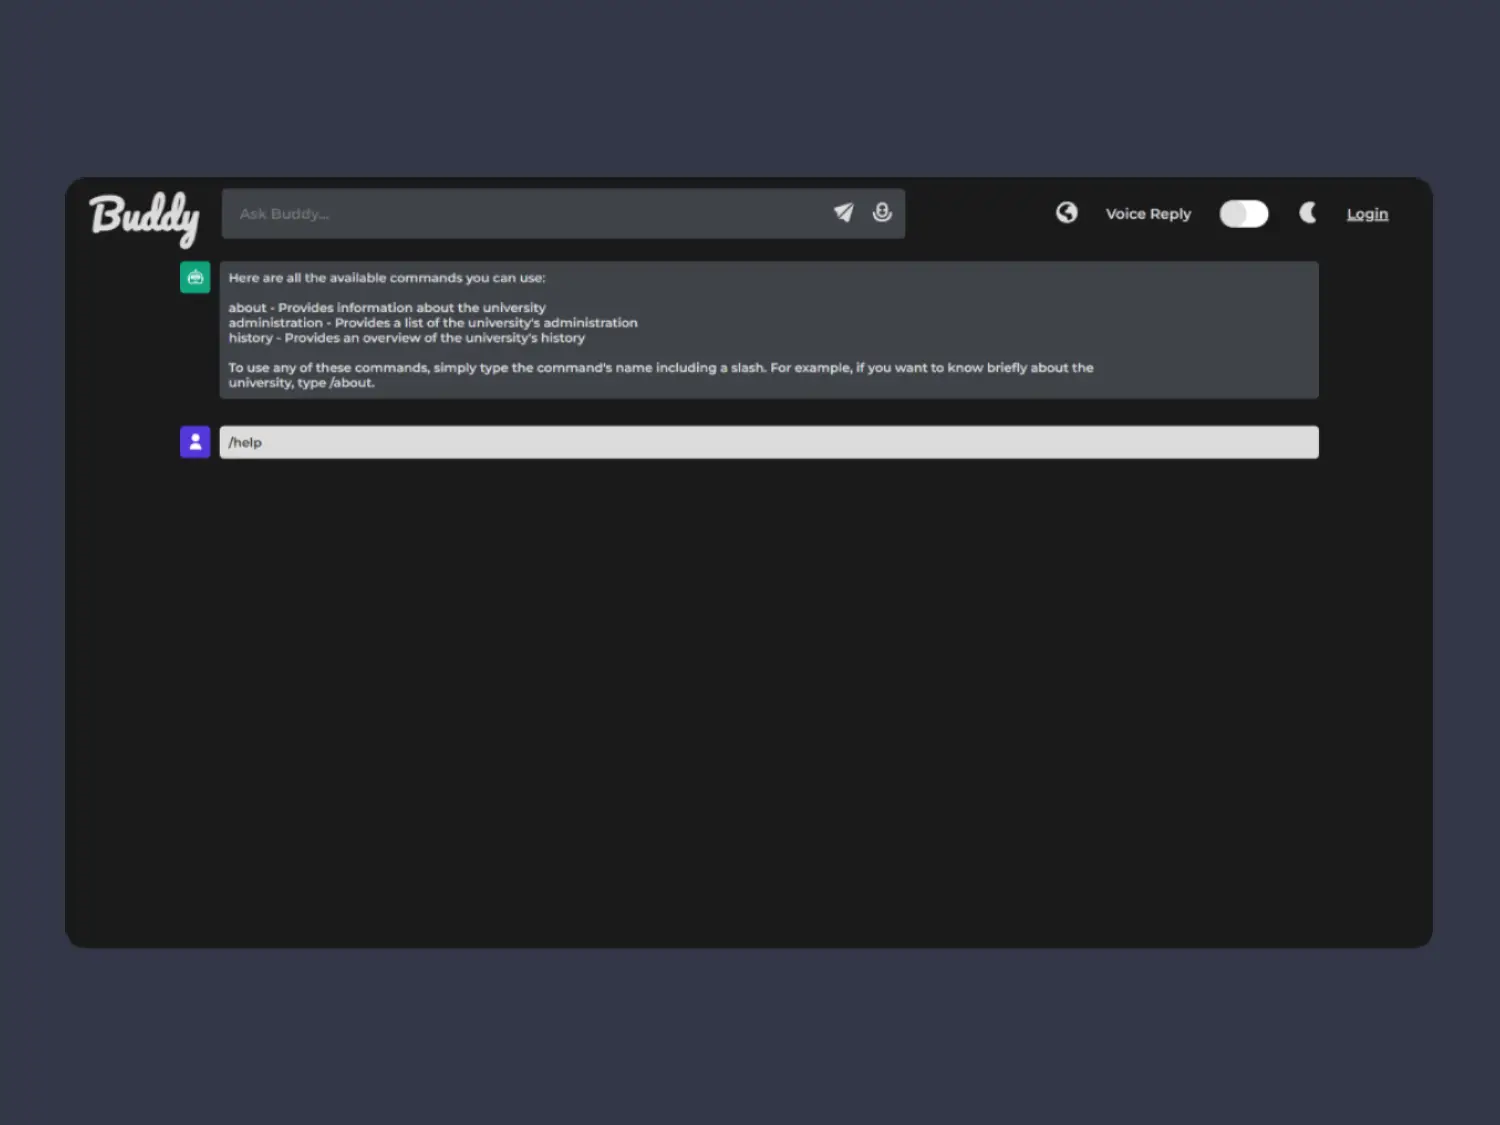 Buddy
Ask Buddy...
Voice Reply
Login
Here are all the available commands you can use:
about - Provides information about the university
administration - Provides a list of the university's administration
history - Provides an overview of the university's history
To use any of these commands, simply type the command's name including a slash. For example, if you want to know briefly about the
university, type /about.
/help